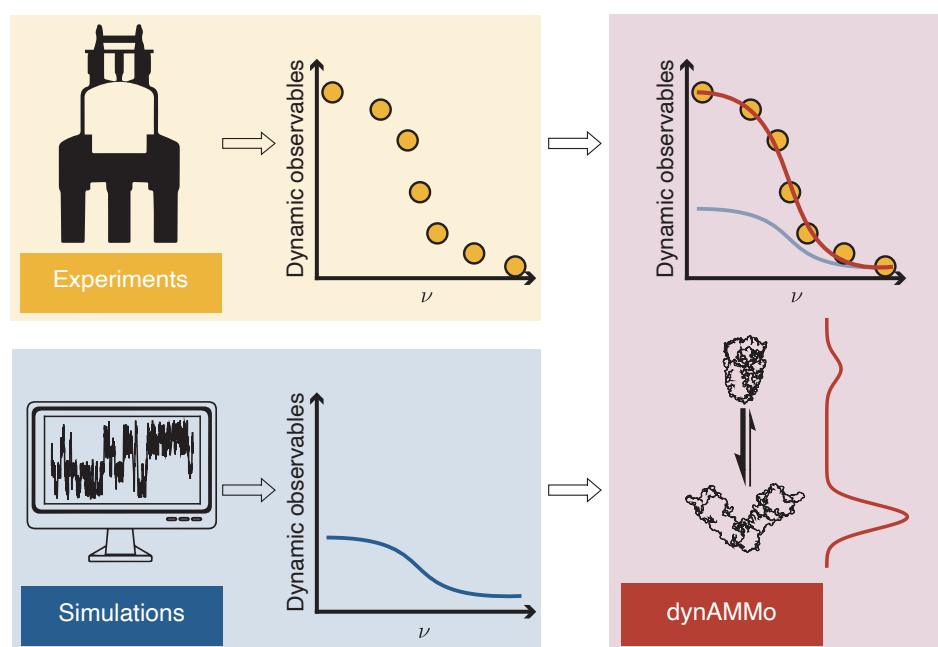 Dynamic observables
ν
Experiments
Dynamic observables
ν
Simulations
Dynamic observables
ν
dynAMMo